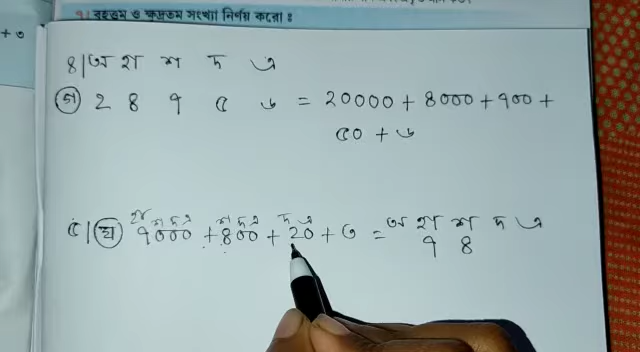 ৭। বৃহত্তম ও ক্ষুদ্রতম সংখ্যা নির্ণয় করো :
+ ৩
৪| অ হা শ দ এ
গ ২ ৪ ৭ ৫ ৬ = ২০০০০ + ৪০০০ + ৭০০ +
৫০ + ৬
হা শ দ এ শ দ এ দ এ
৫| ঘ ৭০০০ + ৪০০ + ২০ + ৩ = অ হা শ দ এ
৭ ৪